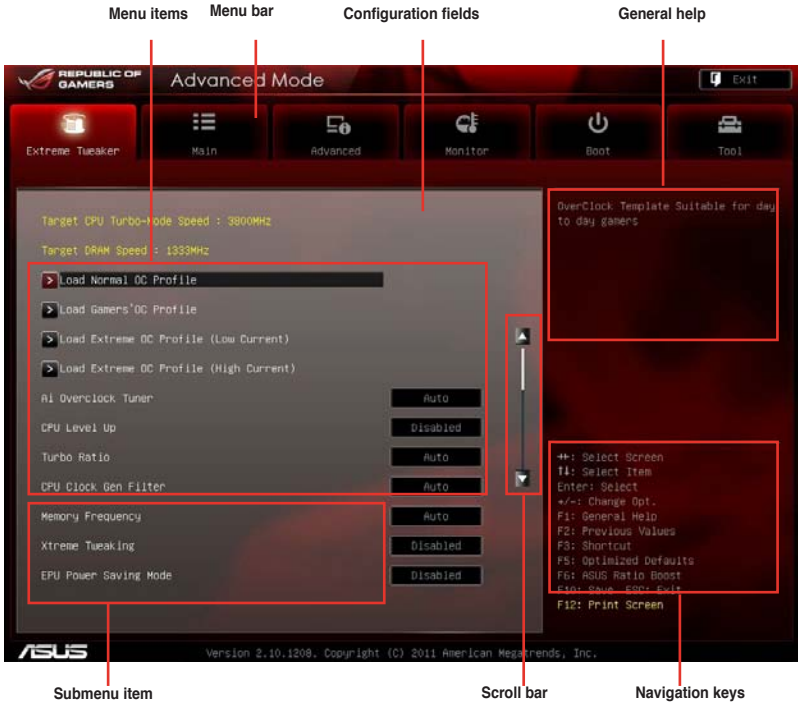 Menu items Menu bar Configuration fields General help
REPUBLIC OF
GAMERS
Advanced Mode
Exit
Extreme Tweaker Main Advanced Monitor Boot Tool
Target CPU Turbo-Mode Speed : 3800MHz
Target DRAM Speed : 1333MHz
Load Normal OC Profile
Load Gamers'OC Profile
Load Extreme OC Profile (Low Current)
Load Extreme OC Profile (High Current)
Ai Overclock Tuner Auto
CPU Level Up Disabled
Turbo Ratio Auto
CPU Clock Gen Filter Auto
Memory Frequency Auto
Xtreme Tweaking Disabled
EPU Power Saving Mode Disabled
OverClock Template Suitable for day
to day gamers
→←: Select Screen
↑↓: Select Item
Enter: Select
+/-: Change Opt.
F1: General Help
F2: Previous Values
F3: Shortcut
F5: Optimized Defaults
F6: ASUS Ratio Boost
F10: Save ESC: Exit
F12: Print Screen
ASUS
Version 2.10.1208. Copyright (C) 2011 American Megatrends, Inc.
Submenu item Scroll bar Navigation keys